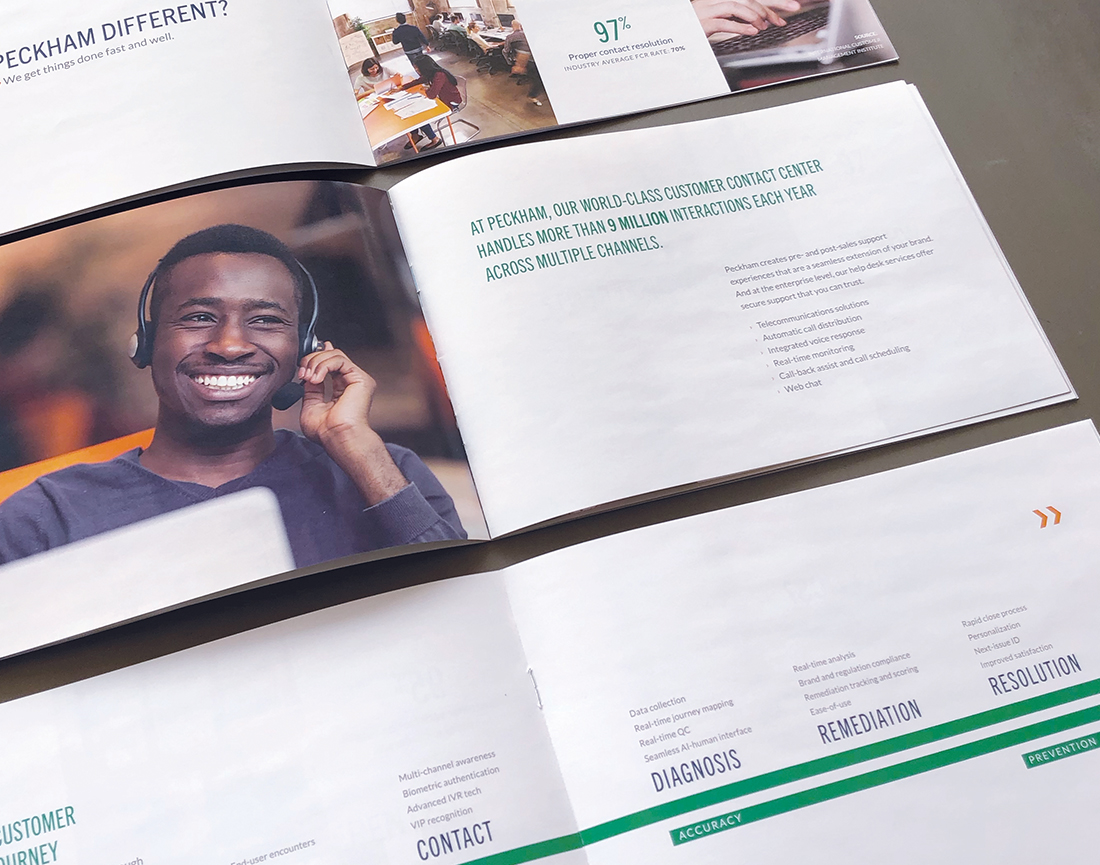 PECKHAM DIFFERENT?
We get things done fast and well.
97%
Proper contact resolution
INDUSTRY AVERAGE FCR RATE: 70%
SOURCE:
INTERNATIONAL CUSTOMER
MANAGEMENT INSTITUTE
AT PECKHAM, OUR WORLD-CLASS CUSTOMER CONTACT CENTER
HANDLES MORE THAN 9 MILLION INTERACTIONS EACH YEAR
ACROSS MULTIPLE CHANNELS.
Peckham creates pre- and post-sales support
experiences that are a seamless extension of your brand.
And at the enterprise level, our help desk services offer
secure support that you can trust.
› Telecommunications solutions
› Automatic call distribution
› Integrated voice response
› Real-time monitoring
› Call-back assist and call scheduling
› Web chat
Rapid close process
Personalization
Next-issue ID
Improved satisfaction
RESOLUTION
Real-time analysis
Brand and regulation compliance
Remediation tracking and scoring
Ease-of-use
REMEDIATION
Data collection
Real-time journey mapping
Real-time QC
Seamless AI-human interface
DIAGNOSIS
PREVENTION
ACCURACY
Multi-channel awareness
Biometric authentication
Advanced IVR tech
VIP recognition
CONTACT
CUSTOMER
JOURNEY
End-user encounters